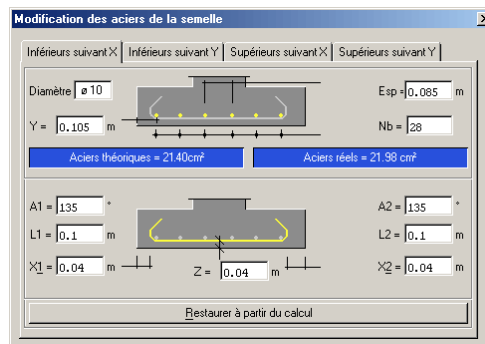 Modification des aciers de la semelle
Inférieurs suivant X Inférieurs suivant Y Supérieurs suivant X Supérieurs suivant Y
Diamètre ø 10 Esp = 0.085 m
Y = 0.105 m Nb = 28
Aciers théoriques = 21.40cm² Aciers réels = 21.98 cm²
A1 = 135 ° A2 = 135 °
L1 = 0.1 m L2 = 0.1 m
X1 = 0.04 m Z = 0.04 m X2 = 0.04 m
Restaurer à partir du calcul